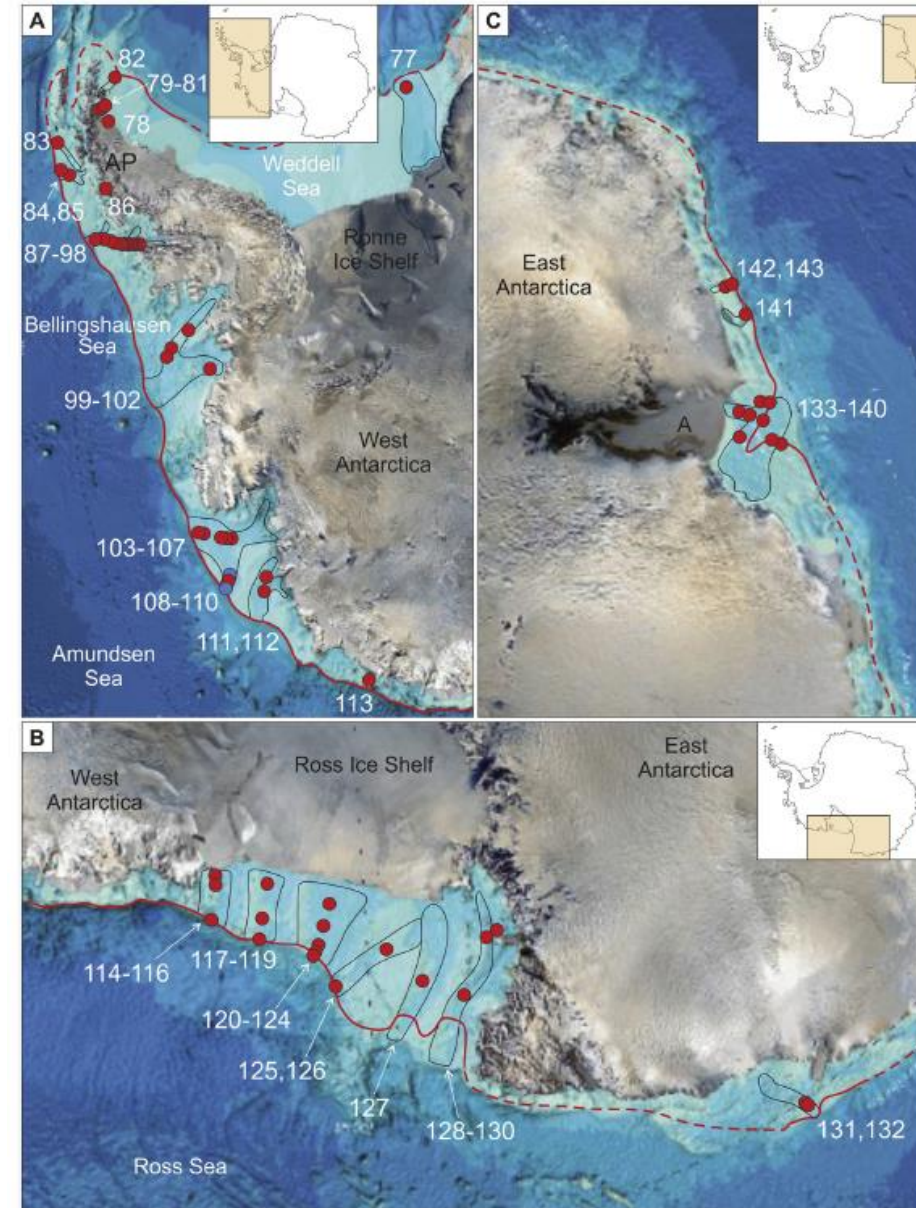 A
82
79-81
77
78
83
AP
Weddell
Sea
84,85
86
Ronne
Ice Shelf
87-98
Bellingshausen
Sea
99-102
West
Antarctica
103-107
108-110
111,112
Amundsen
Sea
113
C
East
Antarctica
142,143
141
133-140
A
B
West
Antarctica
Ross Ice Shelf
East
Antarctica
114-116
117-119
120-124
125,126
127
128-130
131,132
Ross Sea